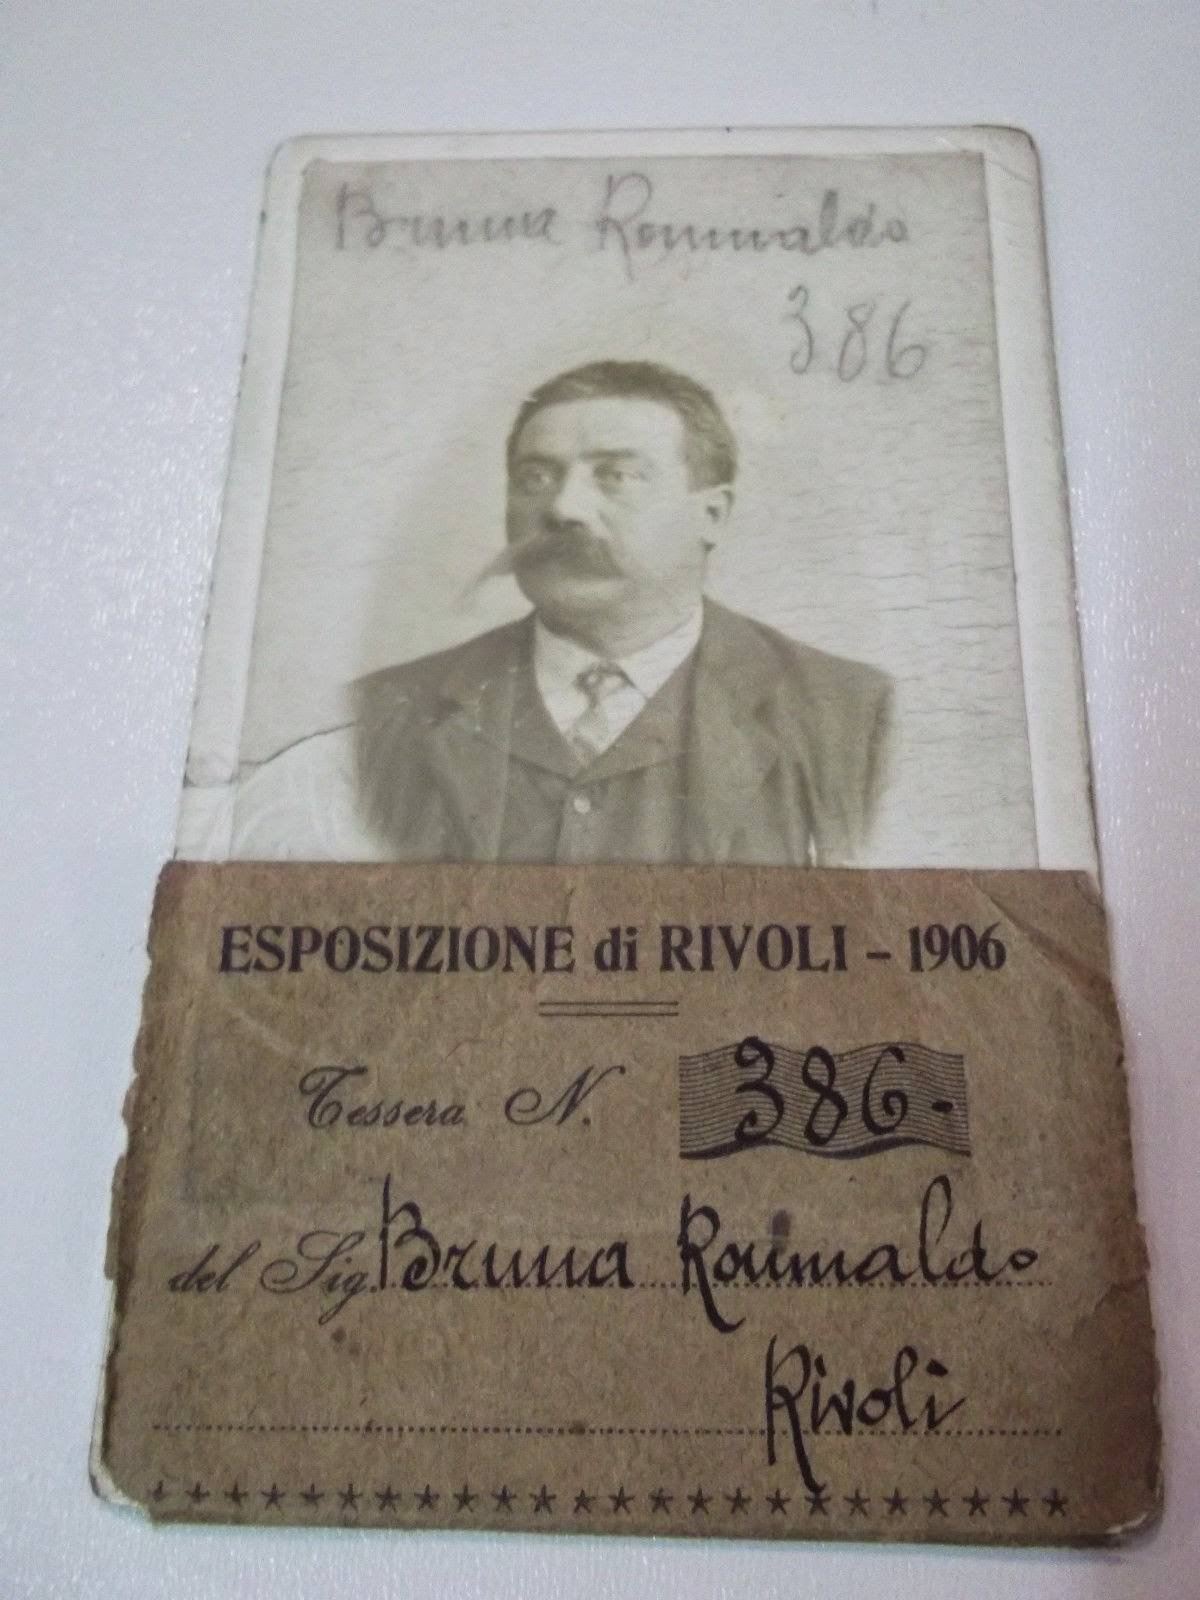 Bruna Romualdo
386
ESPOSIZIONE di RIVOLI - 1906
Tessera N. 386-
del Sig. Bruna Romualdo
Rivoli